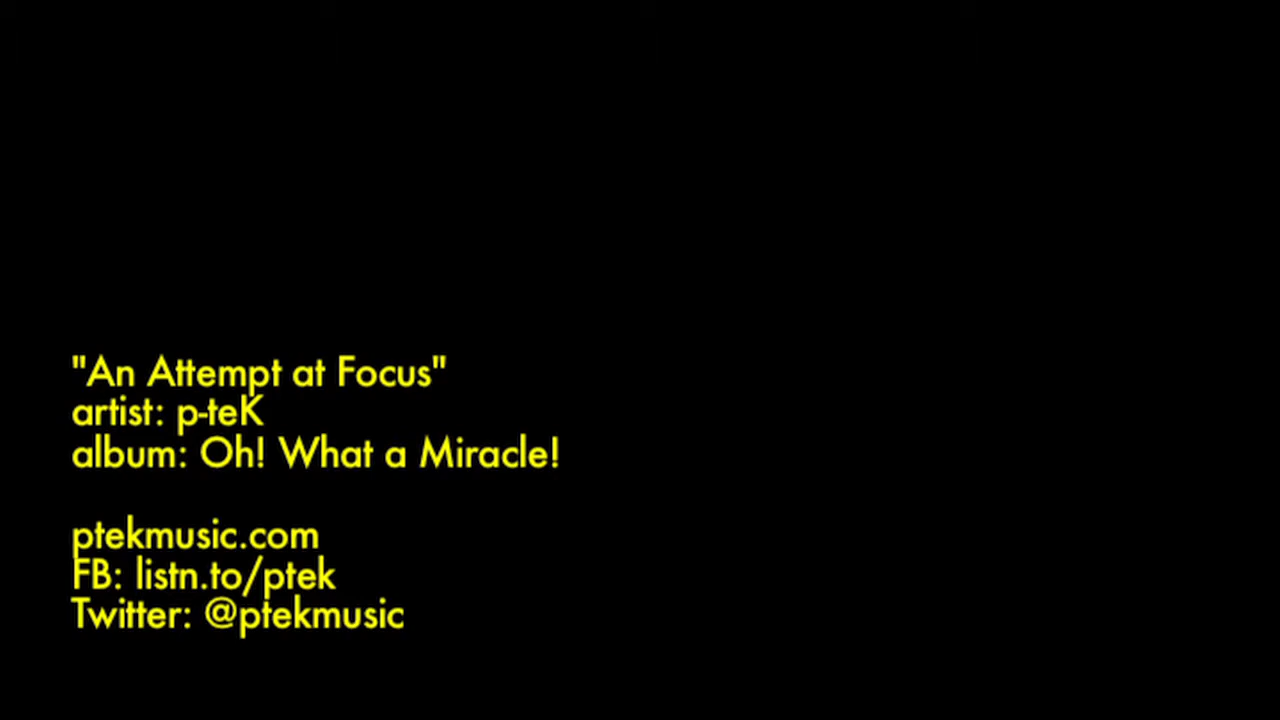 "An Attempt at Focus"
artist: p-teK
album: Oh! What a Miracle!
ptekmusic.com
FB: listn.to/ptek
Twitter: @ptekmusic